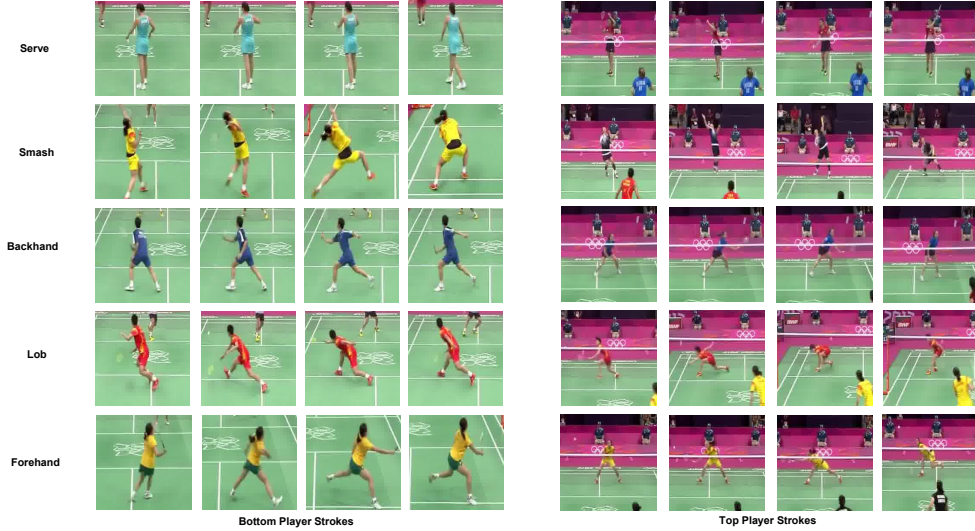 Serve
Smash
Backhand
Lob
Forehand
Bottom Player Strokes
Top Player Strokes